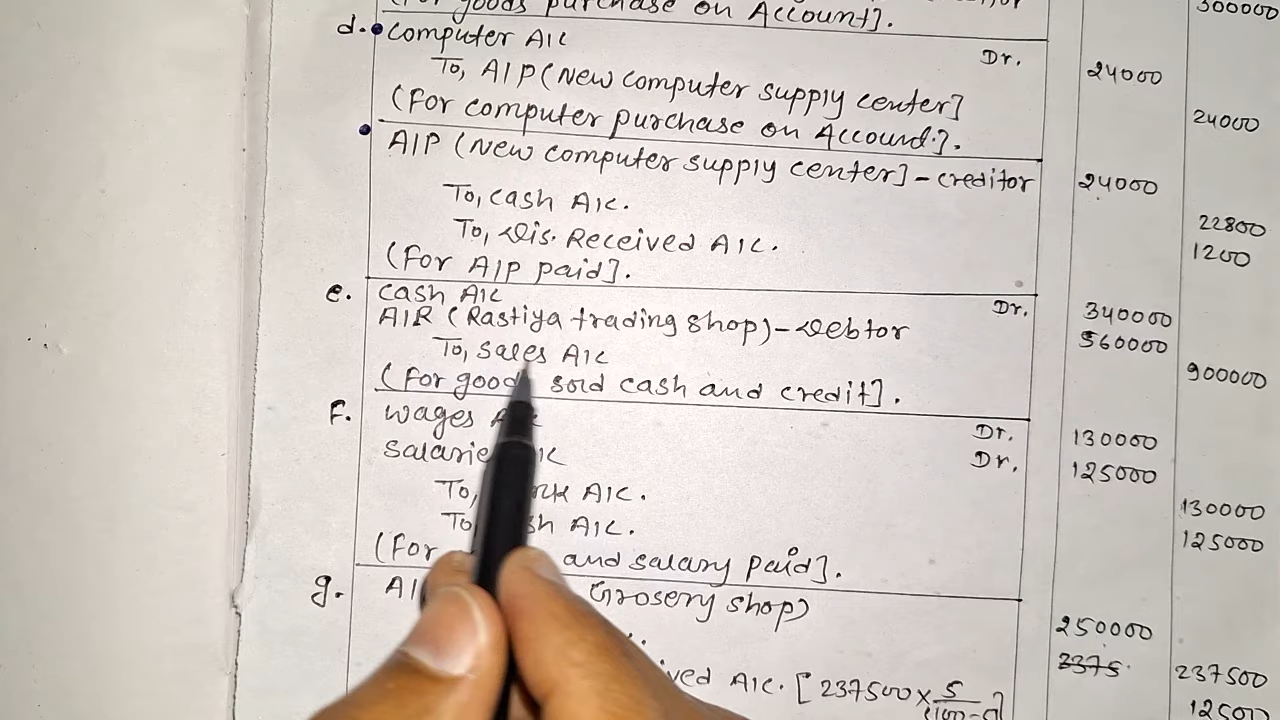 (For goods purchase on Account].
300000
d. Computer A/C Dr. 24000
To, A/P (New computer supply center] 24000
(For computer purchase on Accound.].
A/P (New computer supply center] - creditor 24000
To, cash A/C. 22800
To, Dis. Received A/C. 1200
(For A/P paid].
e. cash A/C Dr. 340000
A/R (Rastiya trading shop) - Debtor 560000
To, sales A/C 900000
(For goods sold cash and credit].
f. wages Dr. 130000
Salarie Dr. 125000
To, A/C. 130000
To A/C. 125000
(For and salary paid].
g. Grosery shop) 250000
2375 237500
A/C. [237500 × 5